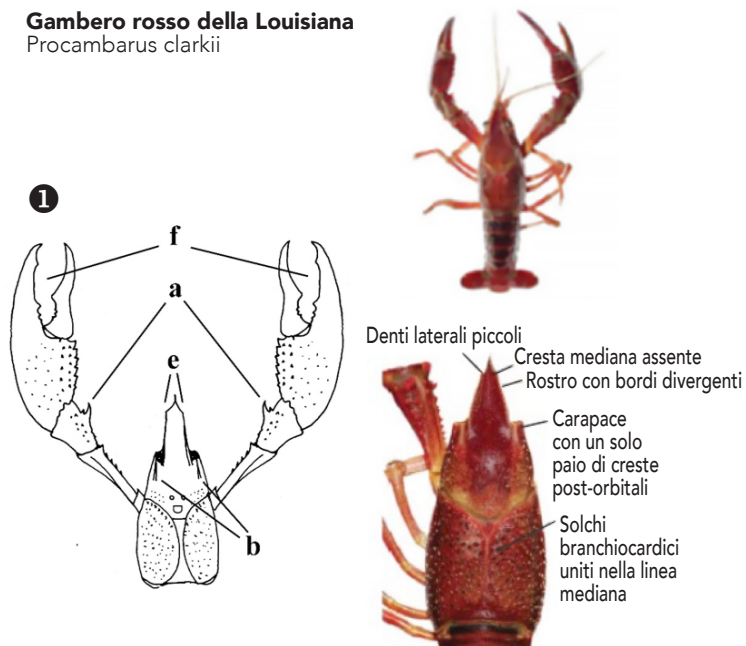 Gambero rosso della Louisiana
Procambarus clarkii
1
f
a
e
b
Denti laterali piccoli
Cresta mediana assente
Rostro con bordi divergenti
Carapace
con un solo
paio di creste
post-orbitali
Solchi
branchiocardici
uniti nella linea
mediana